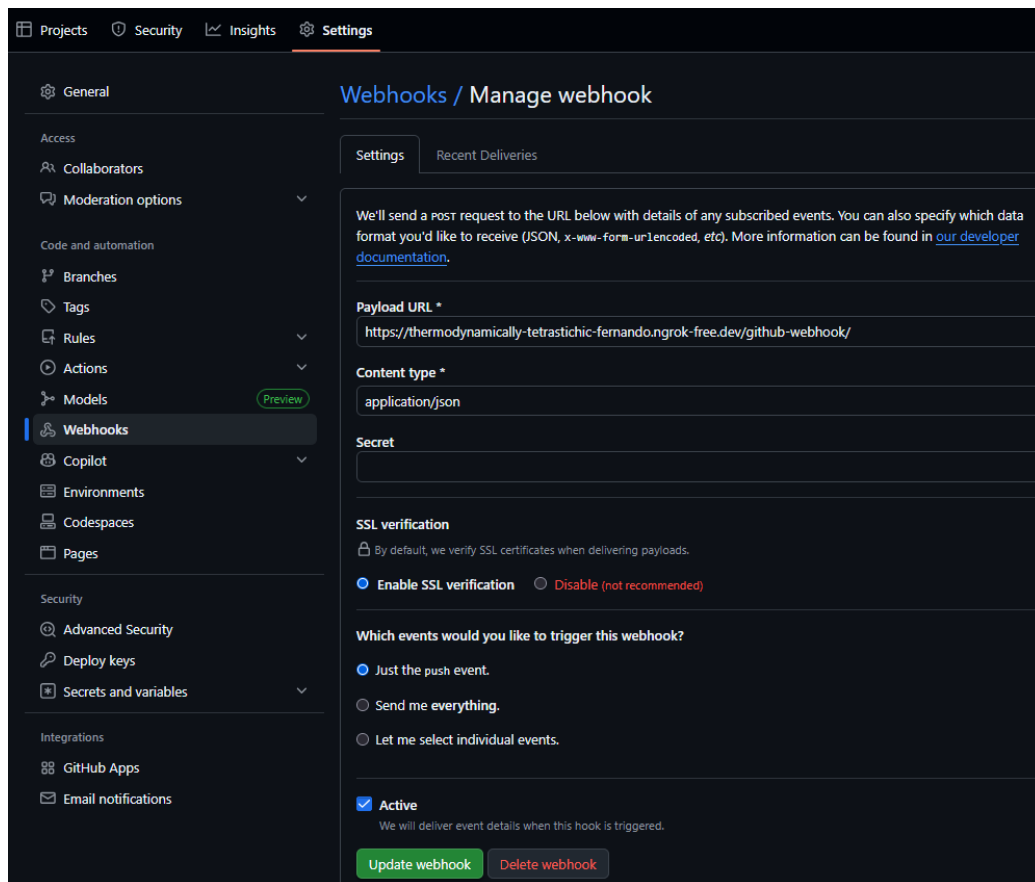 Projects Security Insights Settings
General
Access
Collaborators
Moderation options
Code and automation
Branches
Tags
Rules
Actions
Models Preview
Webhooks
Copilot
Environments
Codespaces
Pages
Security
Advanced Security
Deploy keys
Secrets and variables
Integrations
GitHub Apps
Email notifications
Webhooks / Manage webhook
Settings Recent Deliveries
We'll send a POST request to the URL below with details of any subscribed events. You can also specify which data
format you'd like to receive (JSON, x-www-form-urlencoded, etc). More information can be found in our developer
documentation.
Payload URL *
https://thermodynamically-tetrastichic-fernando.ngrok-free.dev/github-webhook/
Content type *
application/json
Secret
SSL verification
By default, we verify SSL certificates when delivering payloads.
Enable SSL verification Disable (not recommended)
Which events would you like to trigger this webhook?
Just the push event.
Send me everything.
Let me select individual events.
Active
We will deliver event details when this hook is triggered.
Update webhook Delete webhook